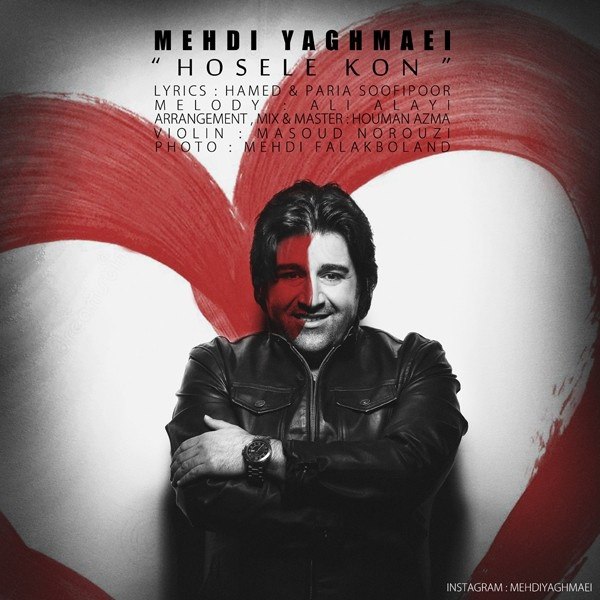 MEHDI YAGHMAEI
" HOSELE KON "
LYRICS : HAMED & PARIA SOOFIPOOR
MELODY : ALI ALAYI
ARRANGEMENT , MIX & MASTER : HOUMAN AZMA
VIOLIN : MASOUD NOROUZI
PHOTO : MEHDI FALAKBOLAND
INSTAGRAM : MEHDIYAGHMAEI